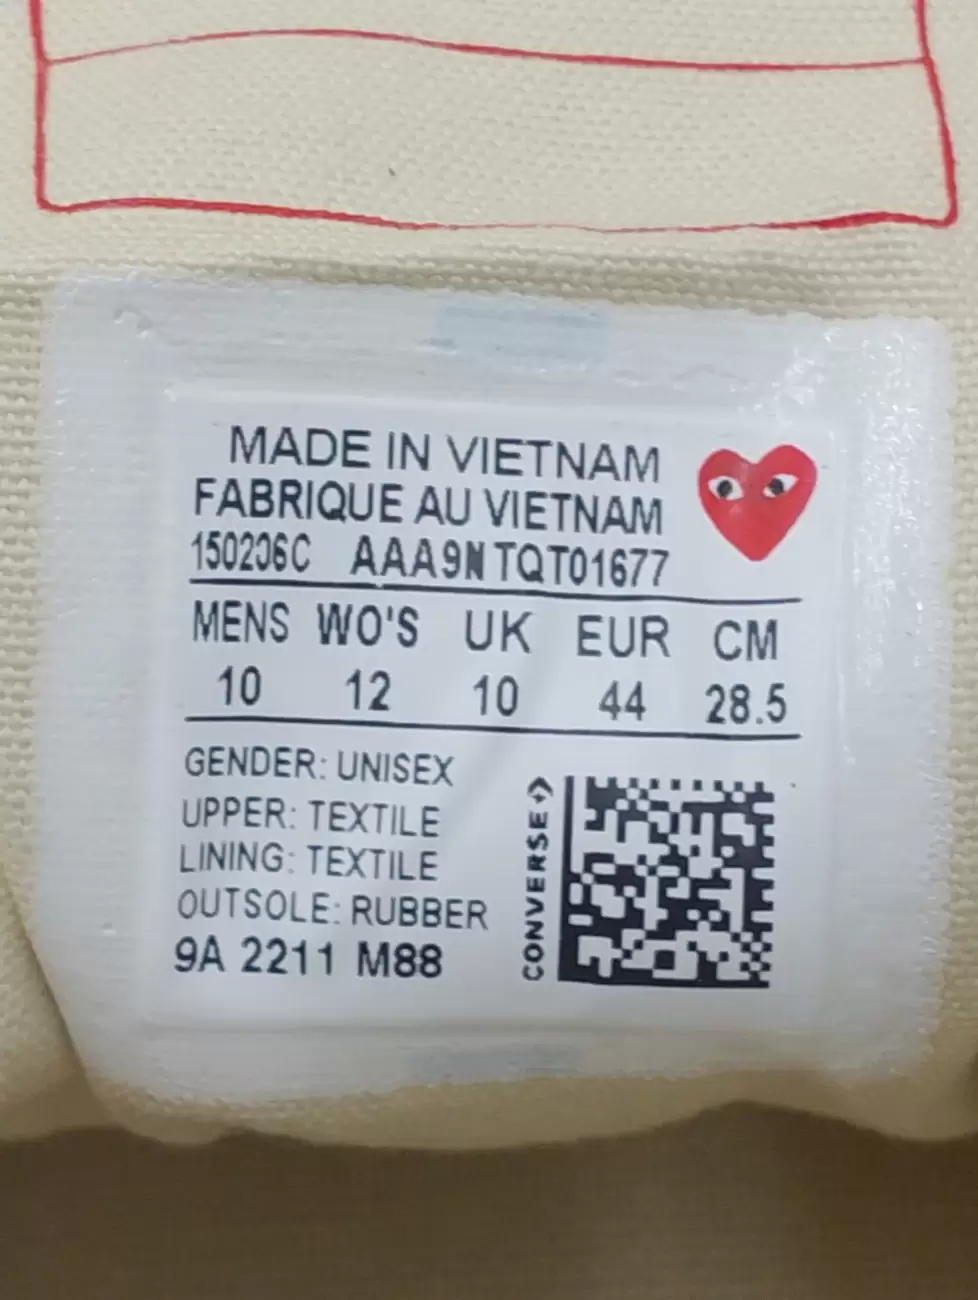 MADE IN VIETNAM
FABRIQUE AU VIETNAM
150206C AAA9N TQT01677
MENS WO'S UK EUR CM
10 12 10 44 28.5
GENDER: UNISEX
UPPER: TEXTILE
LINING: TEXTILE
OUTSOLE: RUBBER
9A 2211 M88
CONVERSE